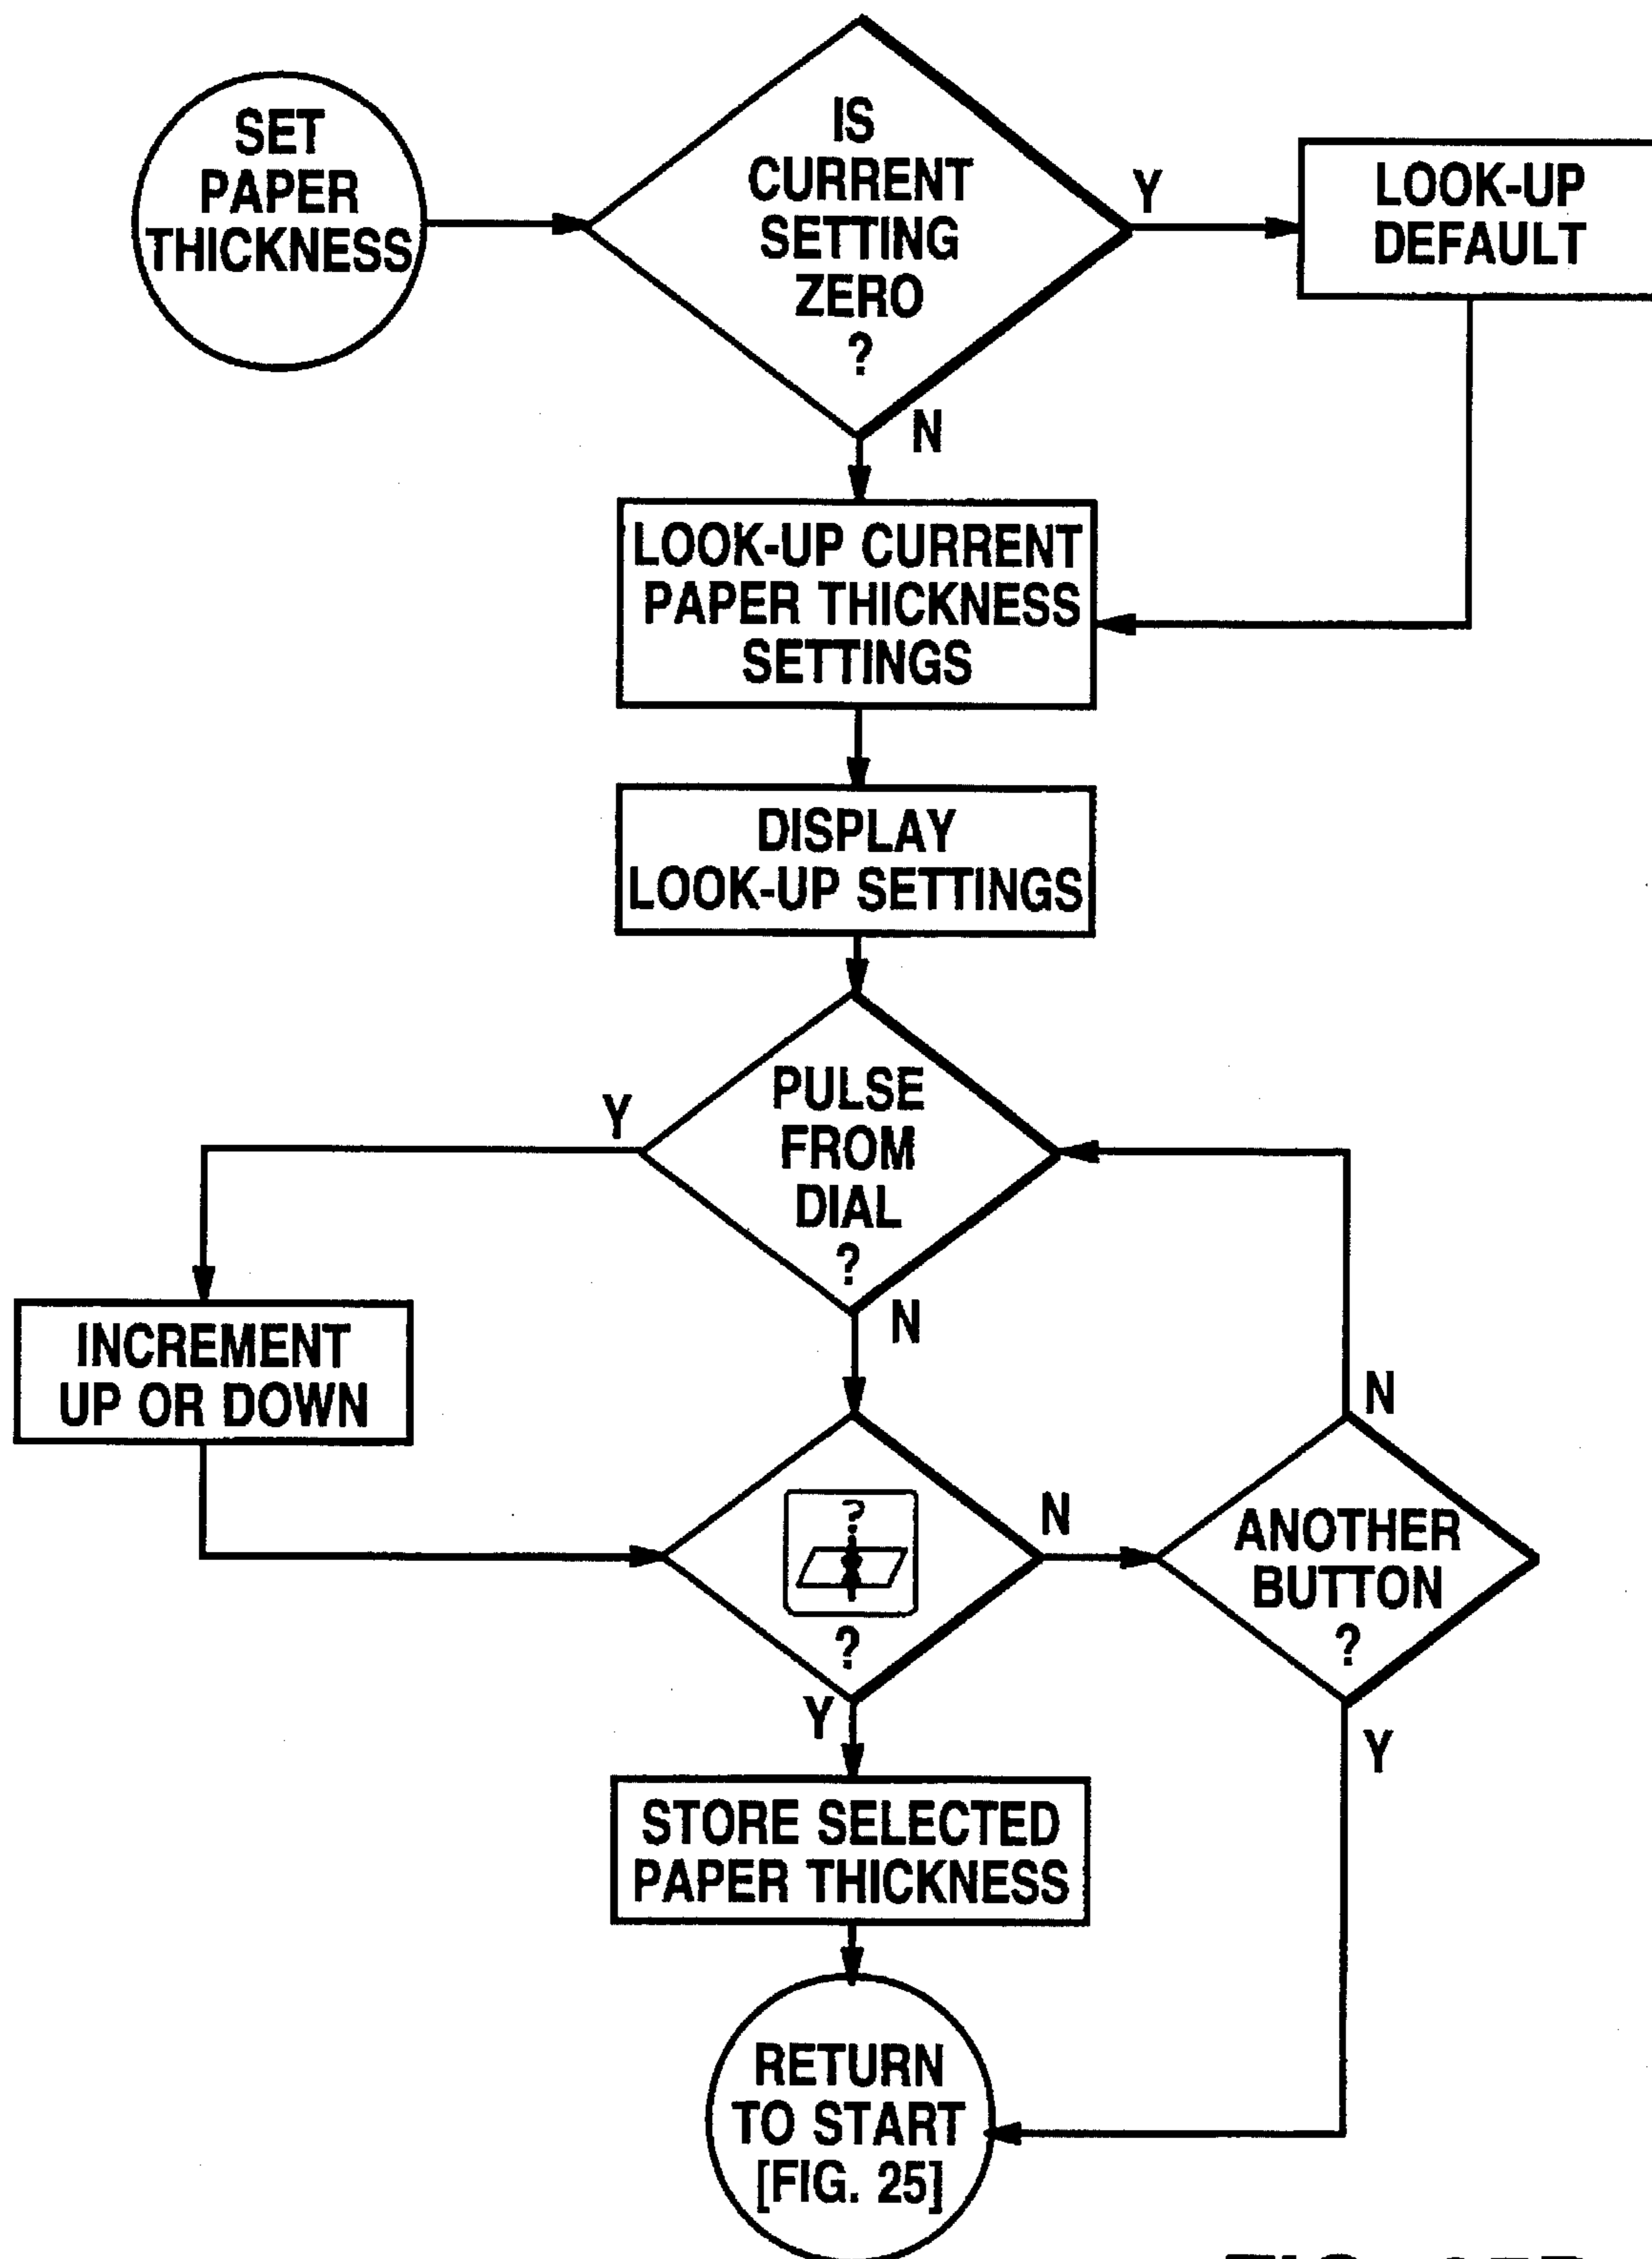 SET
PAPER
THICKNESS
IS
CURRENT
SETTING
ZERO
?
Y
LOOK-UP
DEFAULT
N
LOOK-UP CURRENT
PAPER THICKNESS
SETTINGS
DISPLAY
LOOK-UP SETTINGS
PULSE
FROM
DIAL
?
Y
N
INCREMENT
UP OR DOWN
?
?
N
ANOTHER
BUTTON
?
N
Y
Y
STORE SELECTED
PAPER THICKNESS
RETURN
TO START
[FIG. 25]